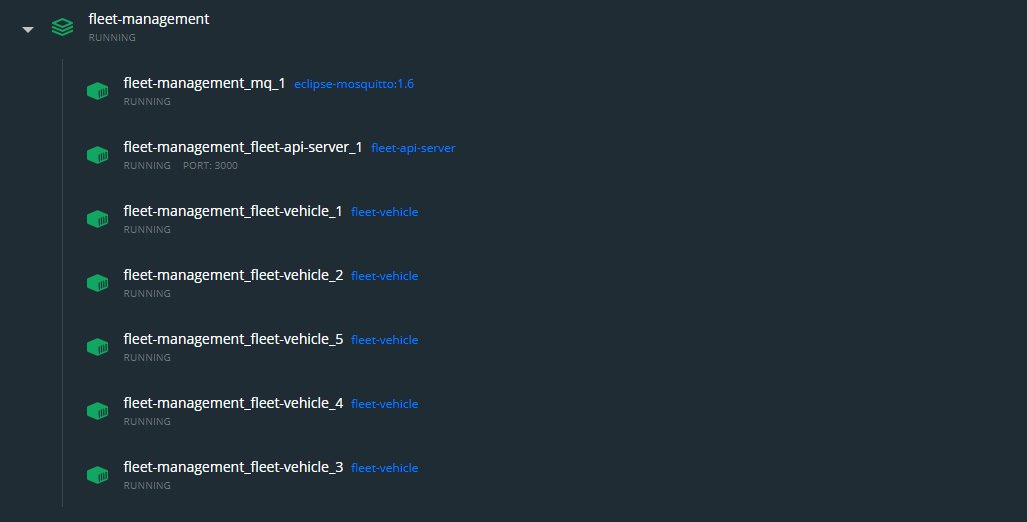 fleet-management
RUNNING
fleet-management_mq_1 eclipse-mosquitto:1.6
RUNNING
fleet-management_fleet-api-server_1 fleet-api-server
RUNNING PORT: 3000
fleet-management_fleet-vehicle_1 fleet-vehicle
RUNNING
fleet-management_fleet-vehicle_2 fleet-vehicle
RUNNING
fleet-management_fleet-vehicle_5 fleet-vehicle
RUNNING
fleet-management_fleet-vehicle_4 fleet-vehicle
RUNNING
fleet-management_fleet-vehicle_3 fleet-vehicle
RUNNING